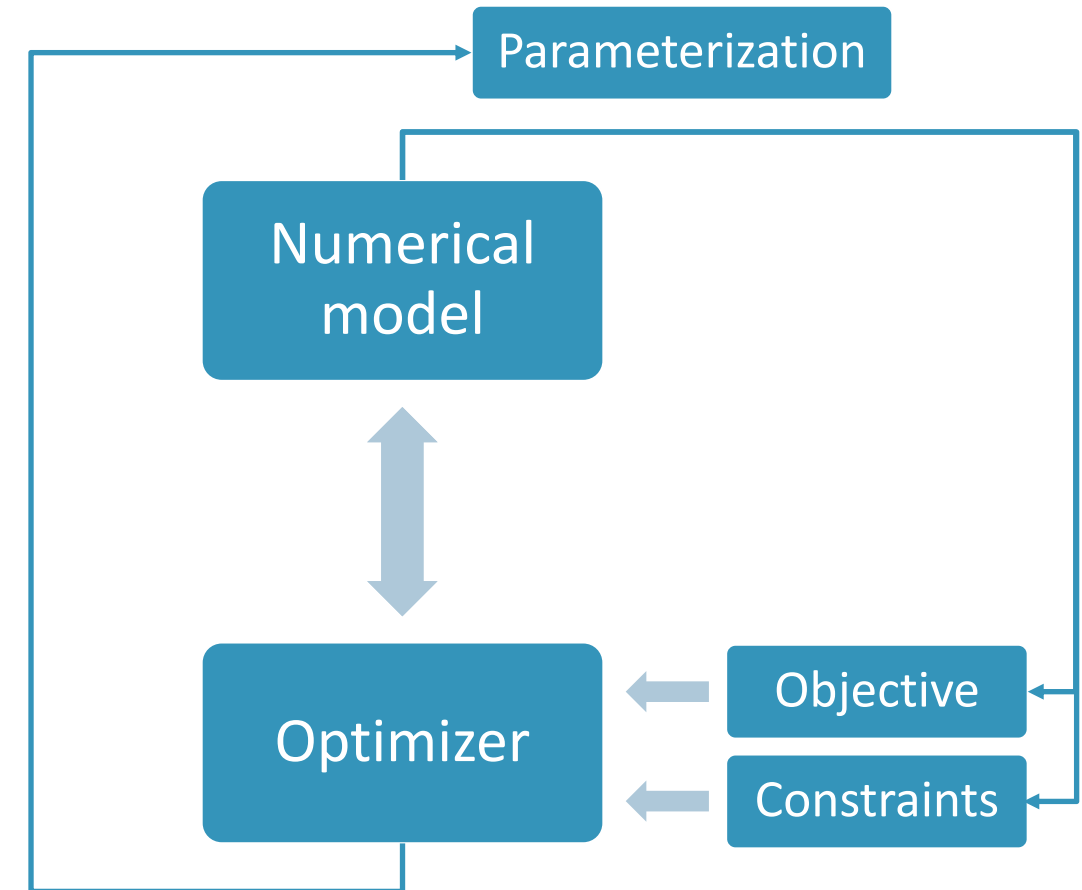 Parameterization
Numerical
model
Optimizer
Objective
Constraints